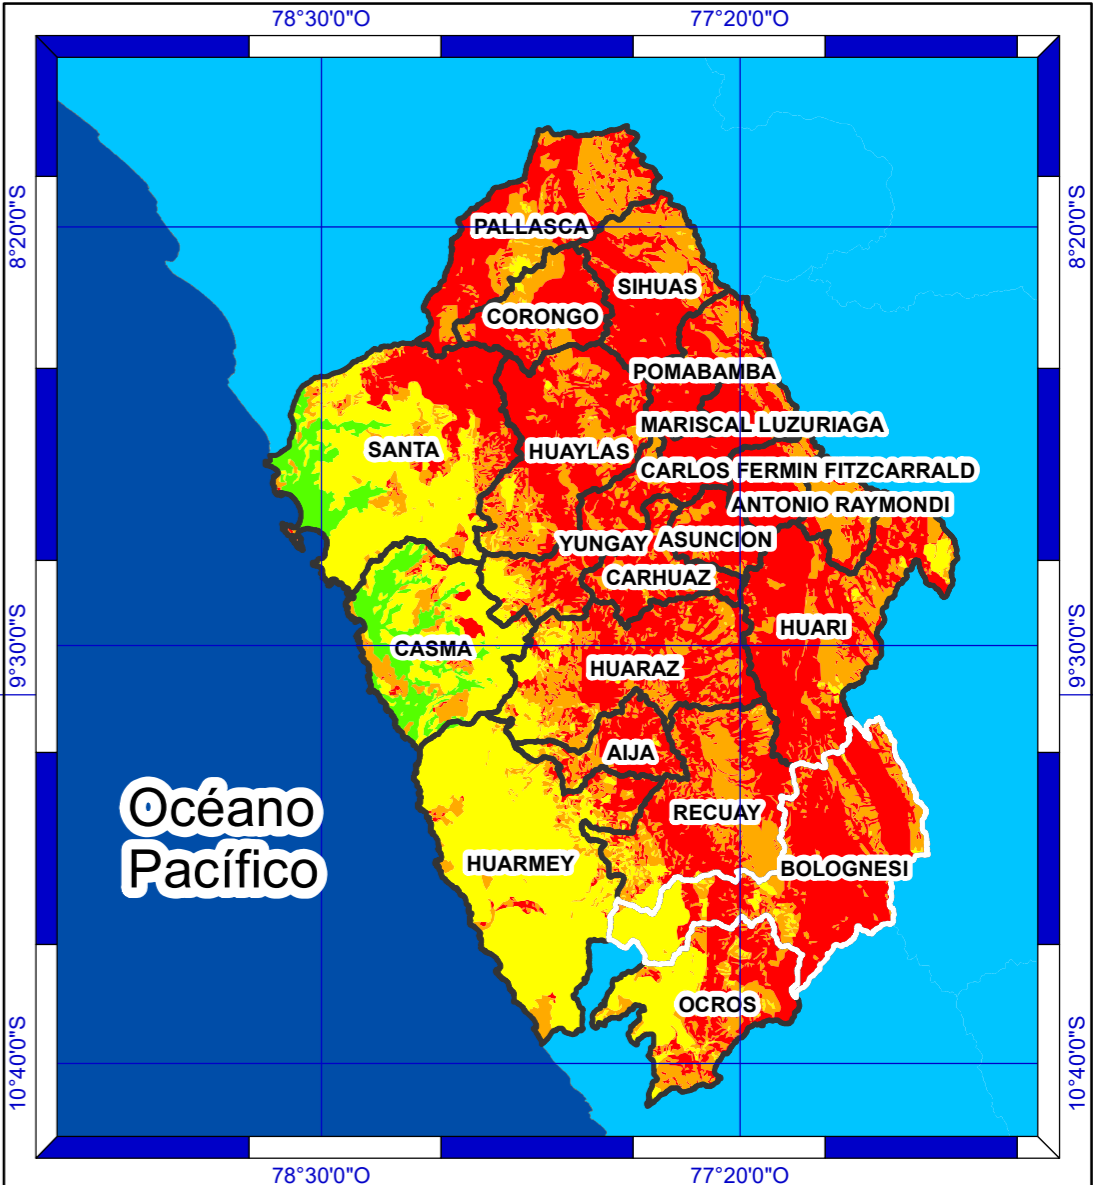 78°30'0"O
77°20'0"O
8°20'0"S
8°20'0"S
PALLASCA
SIHUAS
CORONGO
POMABAMBA
MARISCAL LUZURIAGA
SANTA
HUAYLAS
CARLOS FERMIN FITZCARRALD
ANTONIO RAYMONDI
YUNGAY
ASUNCION
CARHUAZ
HUARI
CASMA
9°30'0"S
9°30'0"S
HUARAZ
AIJA
Océano
Pacífico
RECUAY
HUARMEY
BOLOGNESI
OCROS
10°40'0"S
10°40'0"S
78°30'0"O
77°20'0"O